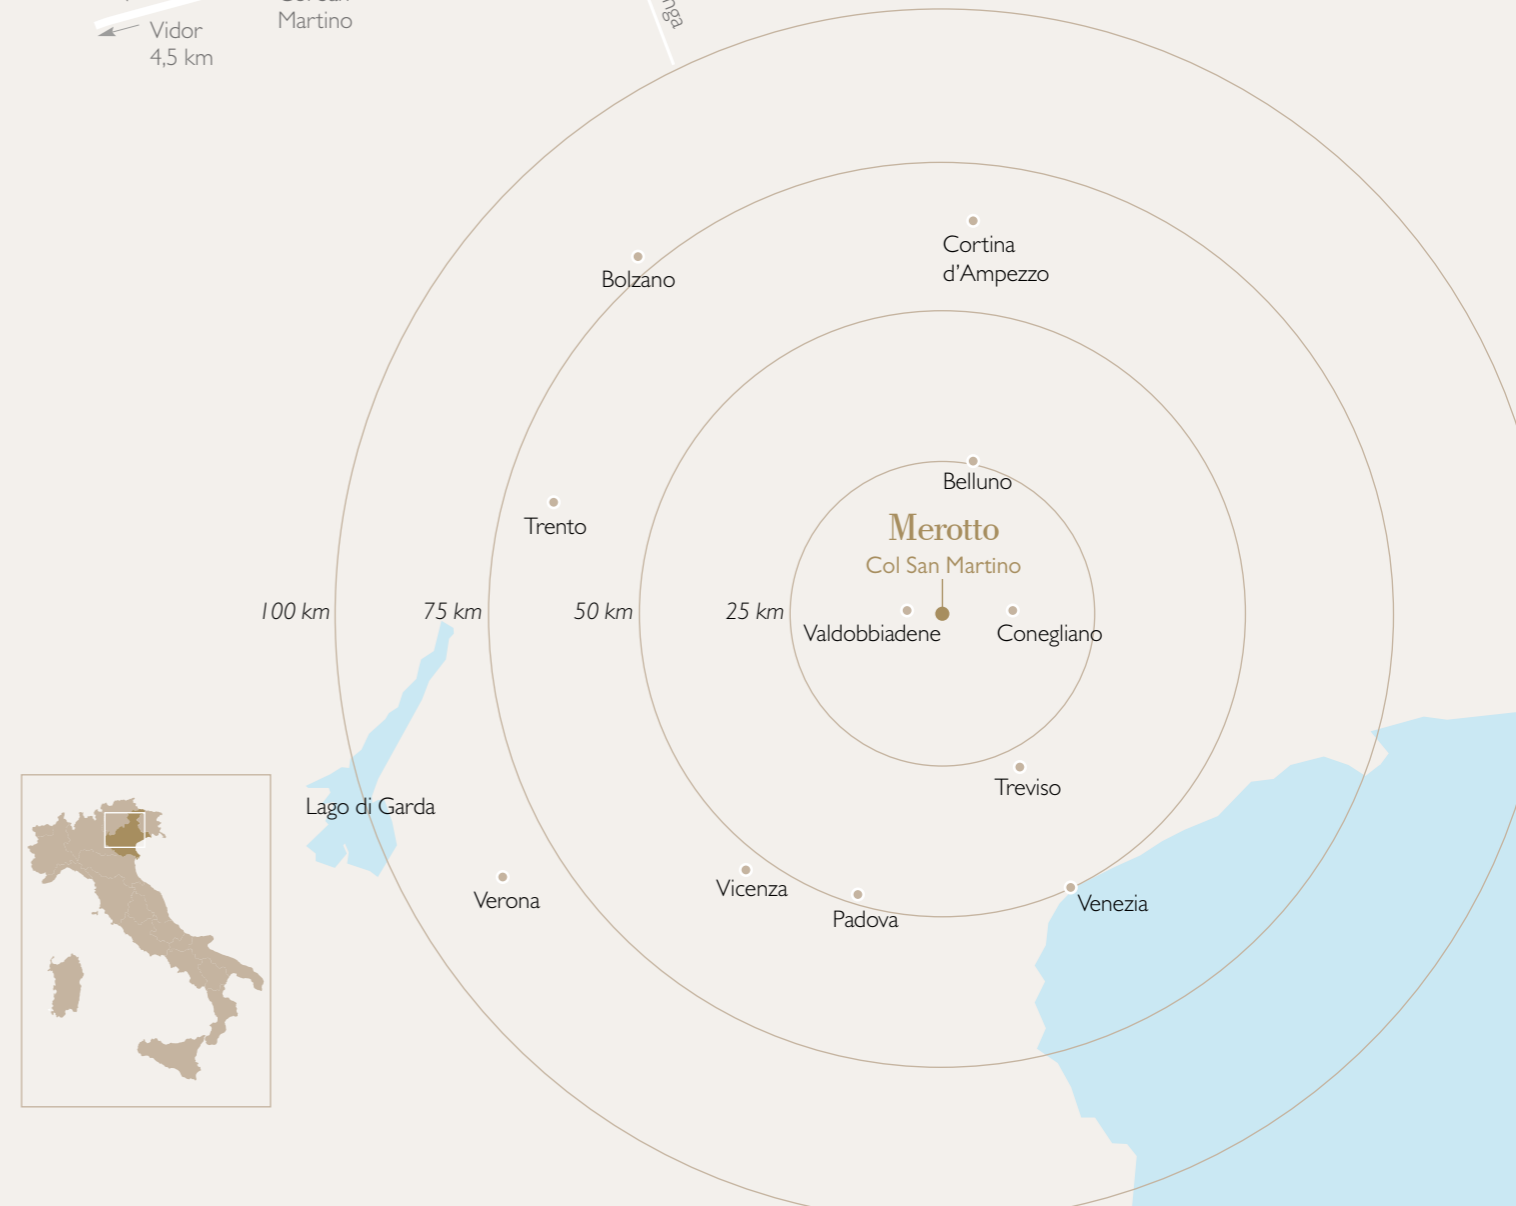 Martino
Vidor
4,5 km
Cortina
d'Ampezzo
Bolzano
Belluno
Merotto
Trento
Col San Martino
100 km
75 km
50 km
25 km
Valdobbiadene
Conegliano
Treviso
Lago di Garda
Vicenza
Verona
Venezia
Padova